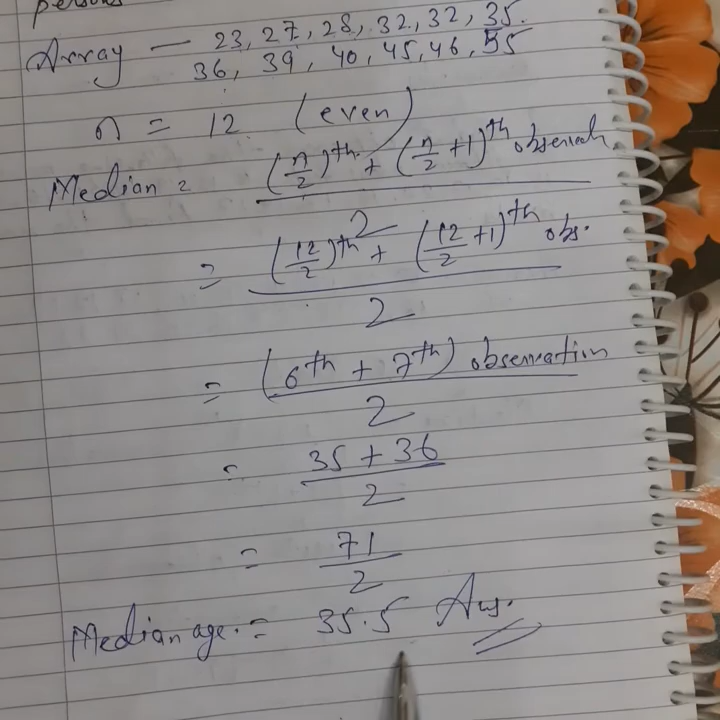 persons
Array — 23, 27, 28, 32, 32, 35.
36, 39, 40, 45, 46, 55
n = 12 (even)
Median = (n/2)th + (n/2 + 1)th
2
= (12/2)th + (12/2 + 1)th obs.
2
= (6th + 7th) observation
2
= 35 + 36
2
= 71
2
Median age. = 35.5 Ans.